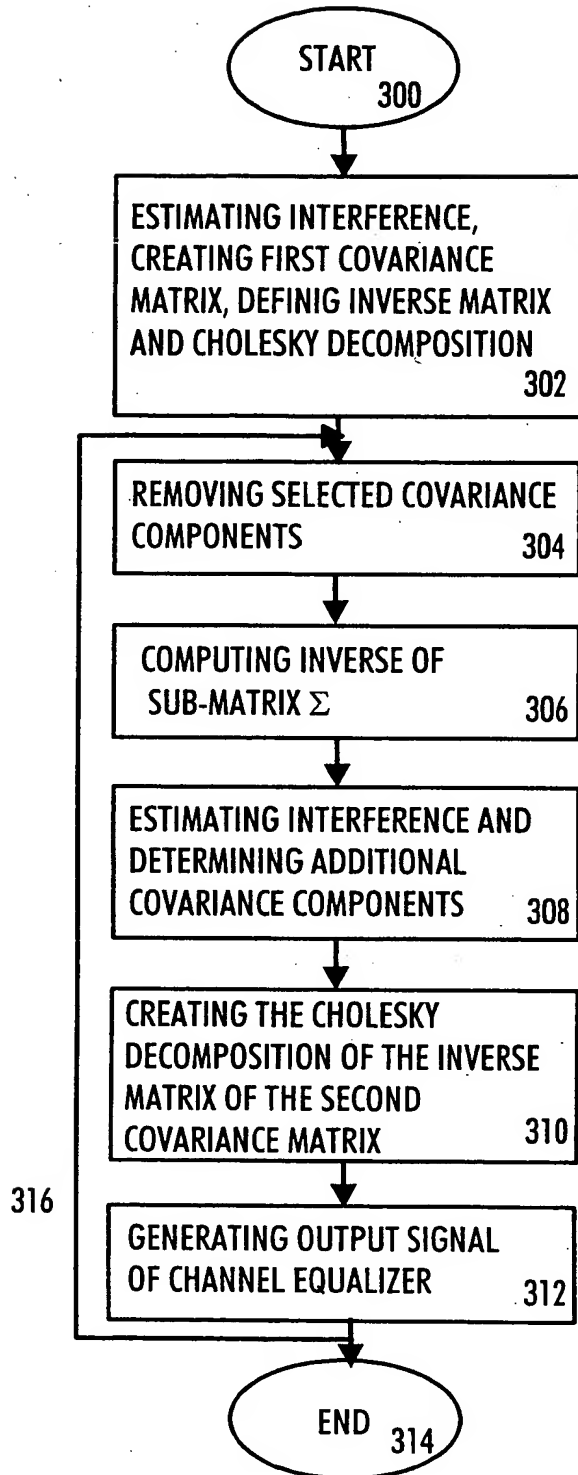 START
300
ESTIMATING INTERFERENCE,
CREATING FIRST COVARIANCE
MATRIX, DEFINIG INVERSE MATRIX
AND CHOLESKY DECOMPOSITION
302
REMOVING SELECTED COVARIANCE
COMPONENTS 304
COMPUTING INVERSE OF
SUB-MATRIX Σ 306
ESTIMATING INTERFERENCE AND
DETERMINING ADDITIONAL
COVARIANCE COMPONENTS 308
CREATING THE CHOLESKY
DECOMPOSITION OF THE INVERSE
MATRIX OF THE SECOND
COVARIANCE MATRIX 310
316
GENERATING OUTPUT SIGNAL
OF CHANNEL EQUALIZER 312
END
314